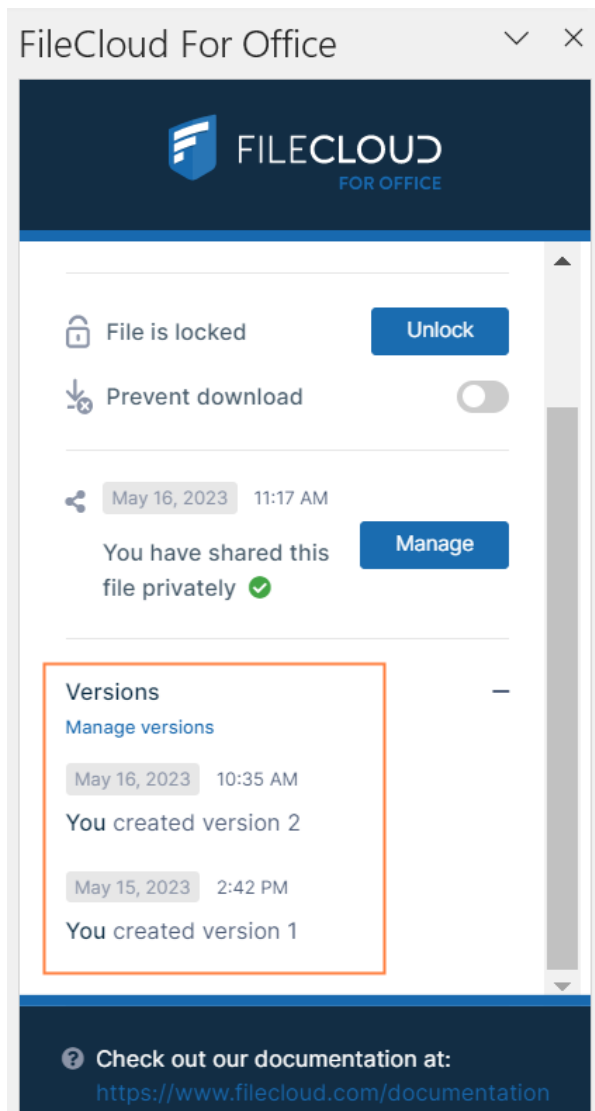 FileCloud For Office
FILECLOUD
FOR OFFICE
File is locked
Unlock
Prevent download
May 16, 2023 11:17 AM
You have shared this
file privately
Manage
Versions
Manage versions
May 16, 2023 10:35 AM
You created version 2
May 15, 2023 2:42 PM
You created version 1
Check out our documentation at:
https://www.filecloud.com/documentation